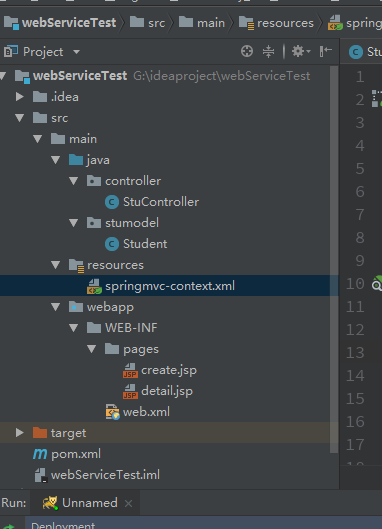 webServiceTest src main resources spring
Project Stu
webServiceTest G:\ideaproject\webServiceTest 1
.idea 2
src 3
main 4
java 5
controller 6
StuController 7
stumodel 8
Student 9
resources
springmvc-context.xml 10
webapp 11
WEB-INF 12
pages 13
create.jsp 14
detail.jsp 15
web.xml 16
target 17
pom.xml 18
webServiceTest.iml
Run: Unnamed
Deployment